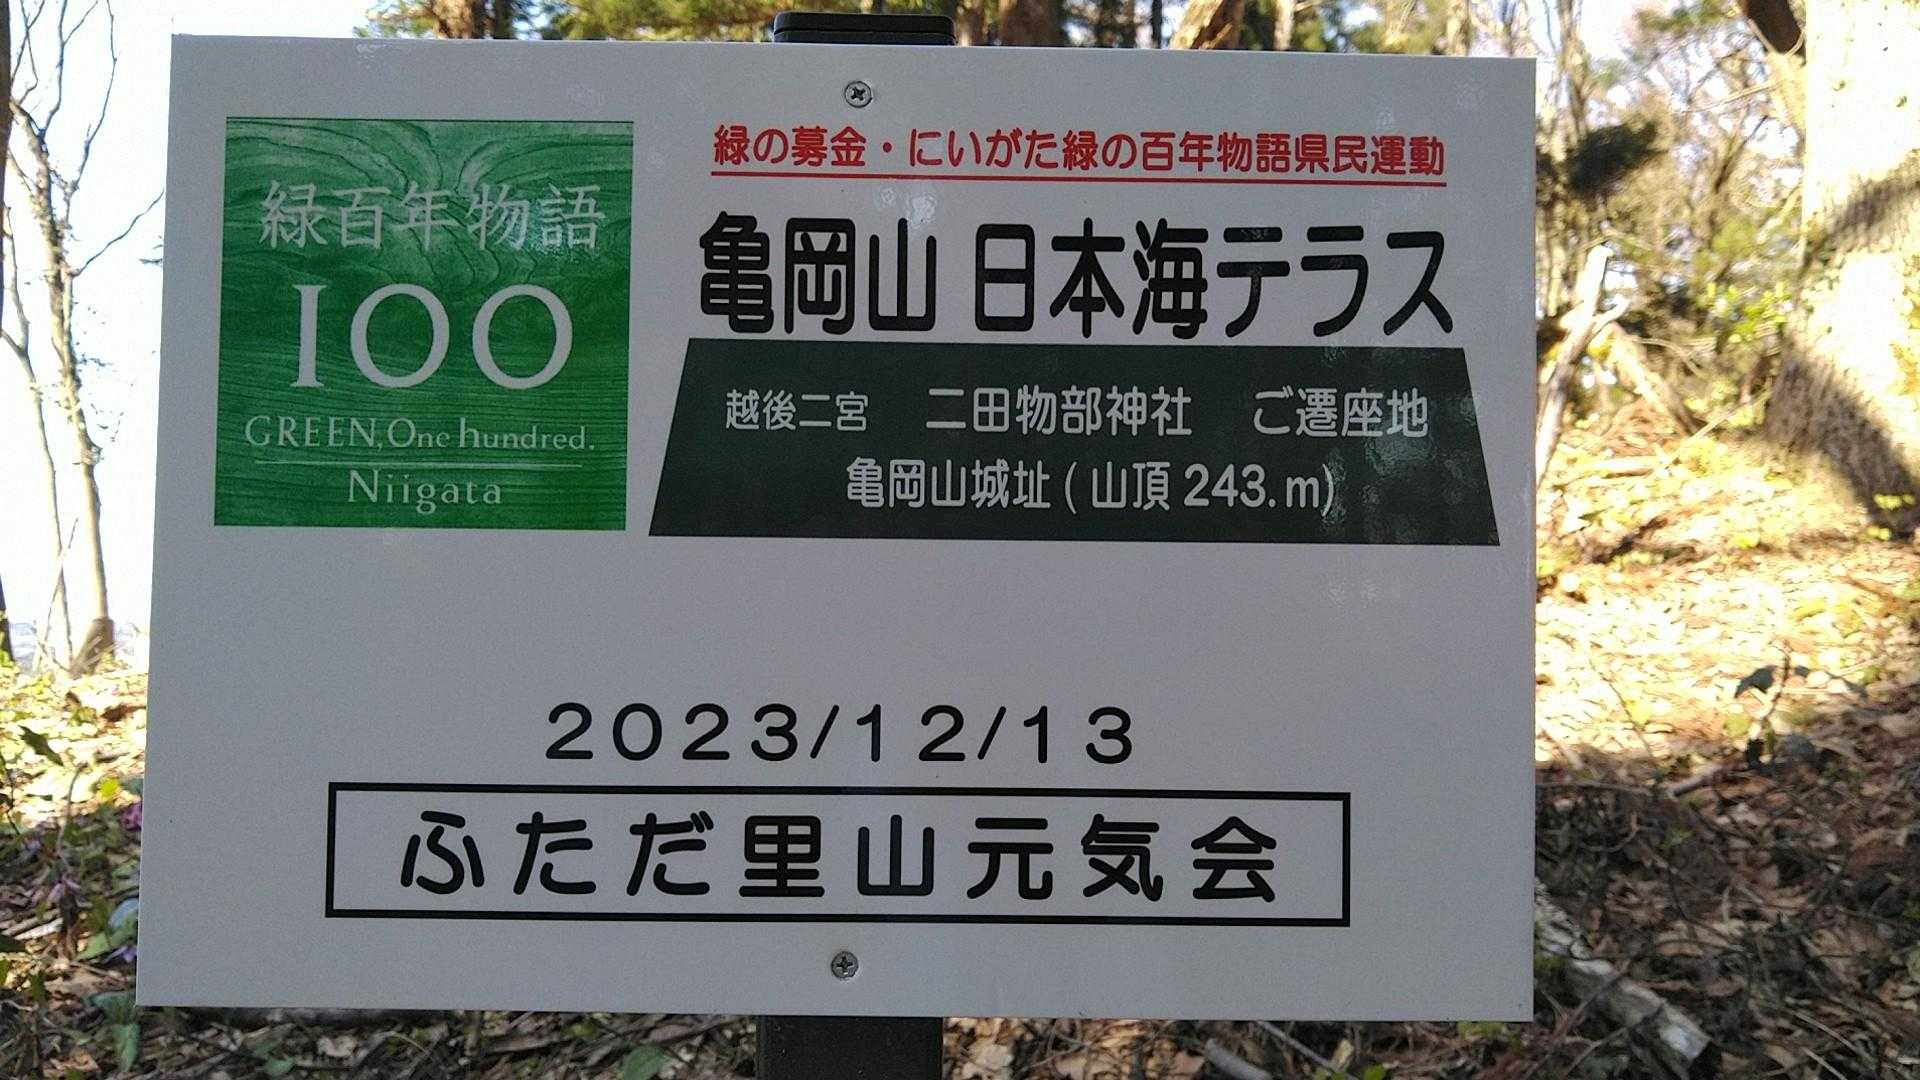 緑百年物語
100
GREEN,One hundred.
Niigata
緑の募金・にいがた緑の百年物語県民運動
亀岡山 日本海テラス
越後二宮 二田物部神社 ご遷座地
亀岡山城址(山頂243.m)
2023/12/13
ふただ里山元気会